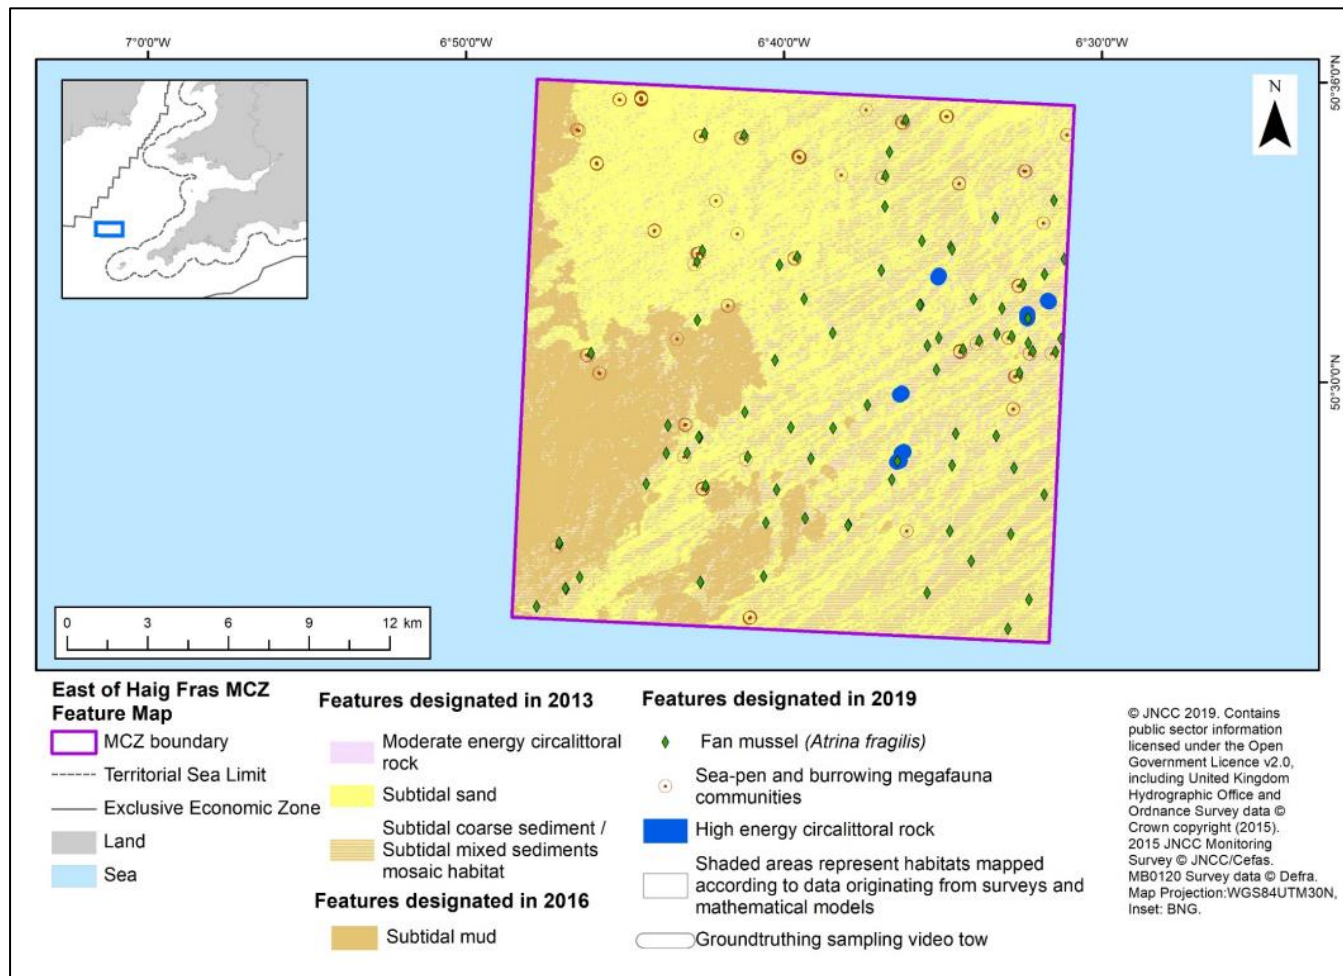 7°0'0"W
6°50'0"W
6°40'0"W
6°30'0"W
50°36'0"N
N
50°30'0"N
0 3 6 9 12 km
East of Haig Fras MCZ
Feature Map
MCZ boundary
Territorial Sea Limit
Exclusive Economic Zone
Land
Sea
Features designated in 2013
Moderate energy circalittoral
rock
Subtidal sand
Subtidal coarse sediment /
Subtidal mixed sediments
mosaic habitat
Features designated in 2016
Subtidal mud
Features designated in 2019
Fan mussel (Atrina fragilis)
Sea-pen and burrowing megafauna
communities
High energy circalittoral rock
Shaded areas represent habitats mapped
according to data originating from surveys and
mathematical models
Groundtruthing sampling video tow
© JNCC 2019. Contains
public sector information
licensed under the Open
Government Licence v2.0,
including United Kingdom
Hydrographic Office and
Ordnance Survey data ©
Crown copyright (2015).
2015 JNCC Monitoring
Survey © JNCC/Cefas.
MB0120 Survey data © Defra.
Map Projection:WGS84UTM30N,
Inset: BNG.